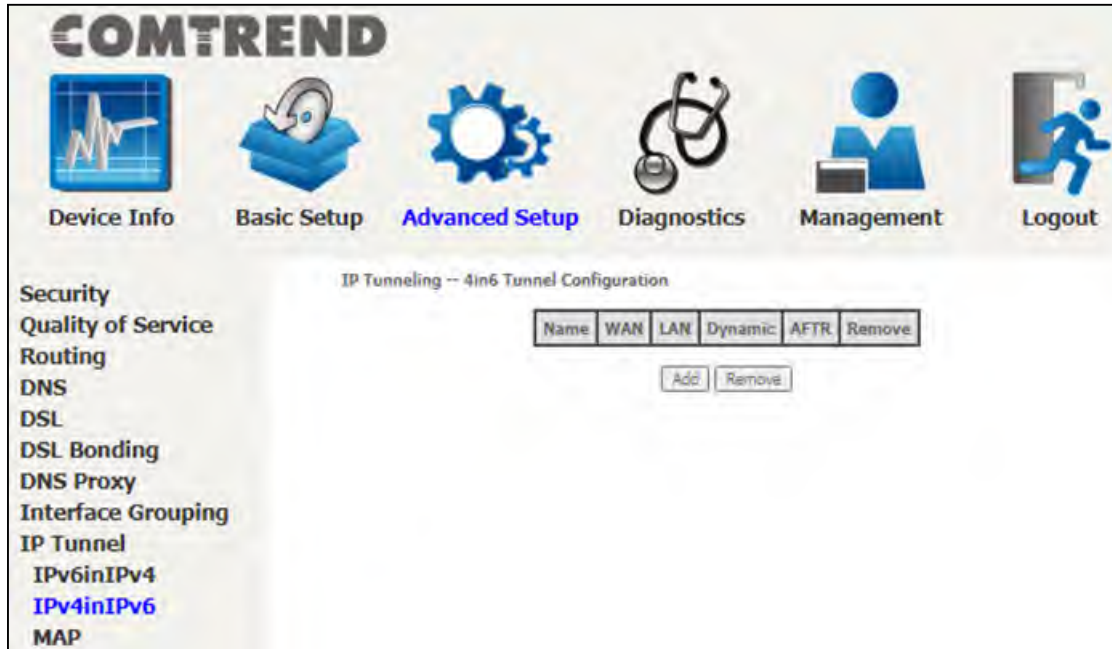 COMTREND
Device Info Basic Setup Advanced Setup Diagnostics Management Logout
IP Tunneling -- 4in6 Tunnel Configuration
Name WAN LAN Dynamic AFTR Remove
Add Remove
Security
Quality of Service
Routing
DNS
DSL
DSL Bonding
DNS Proxy
Interface Grouping
IP Tunnel
IPv6inIPv4
IPv4inIPv6
MAP